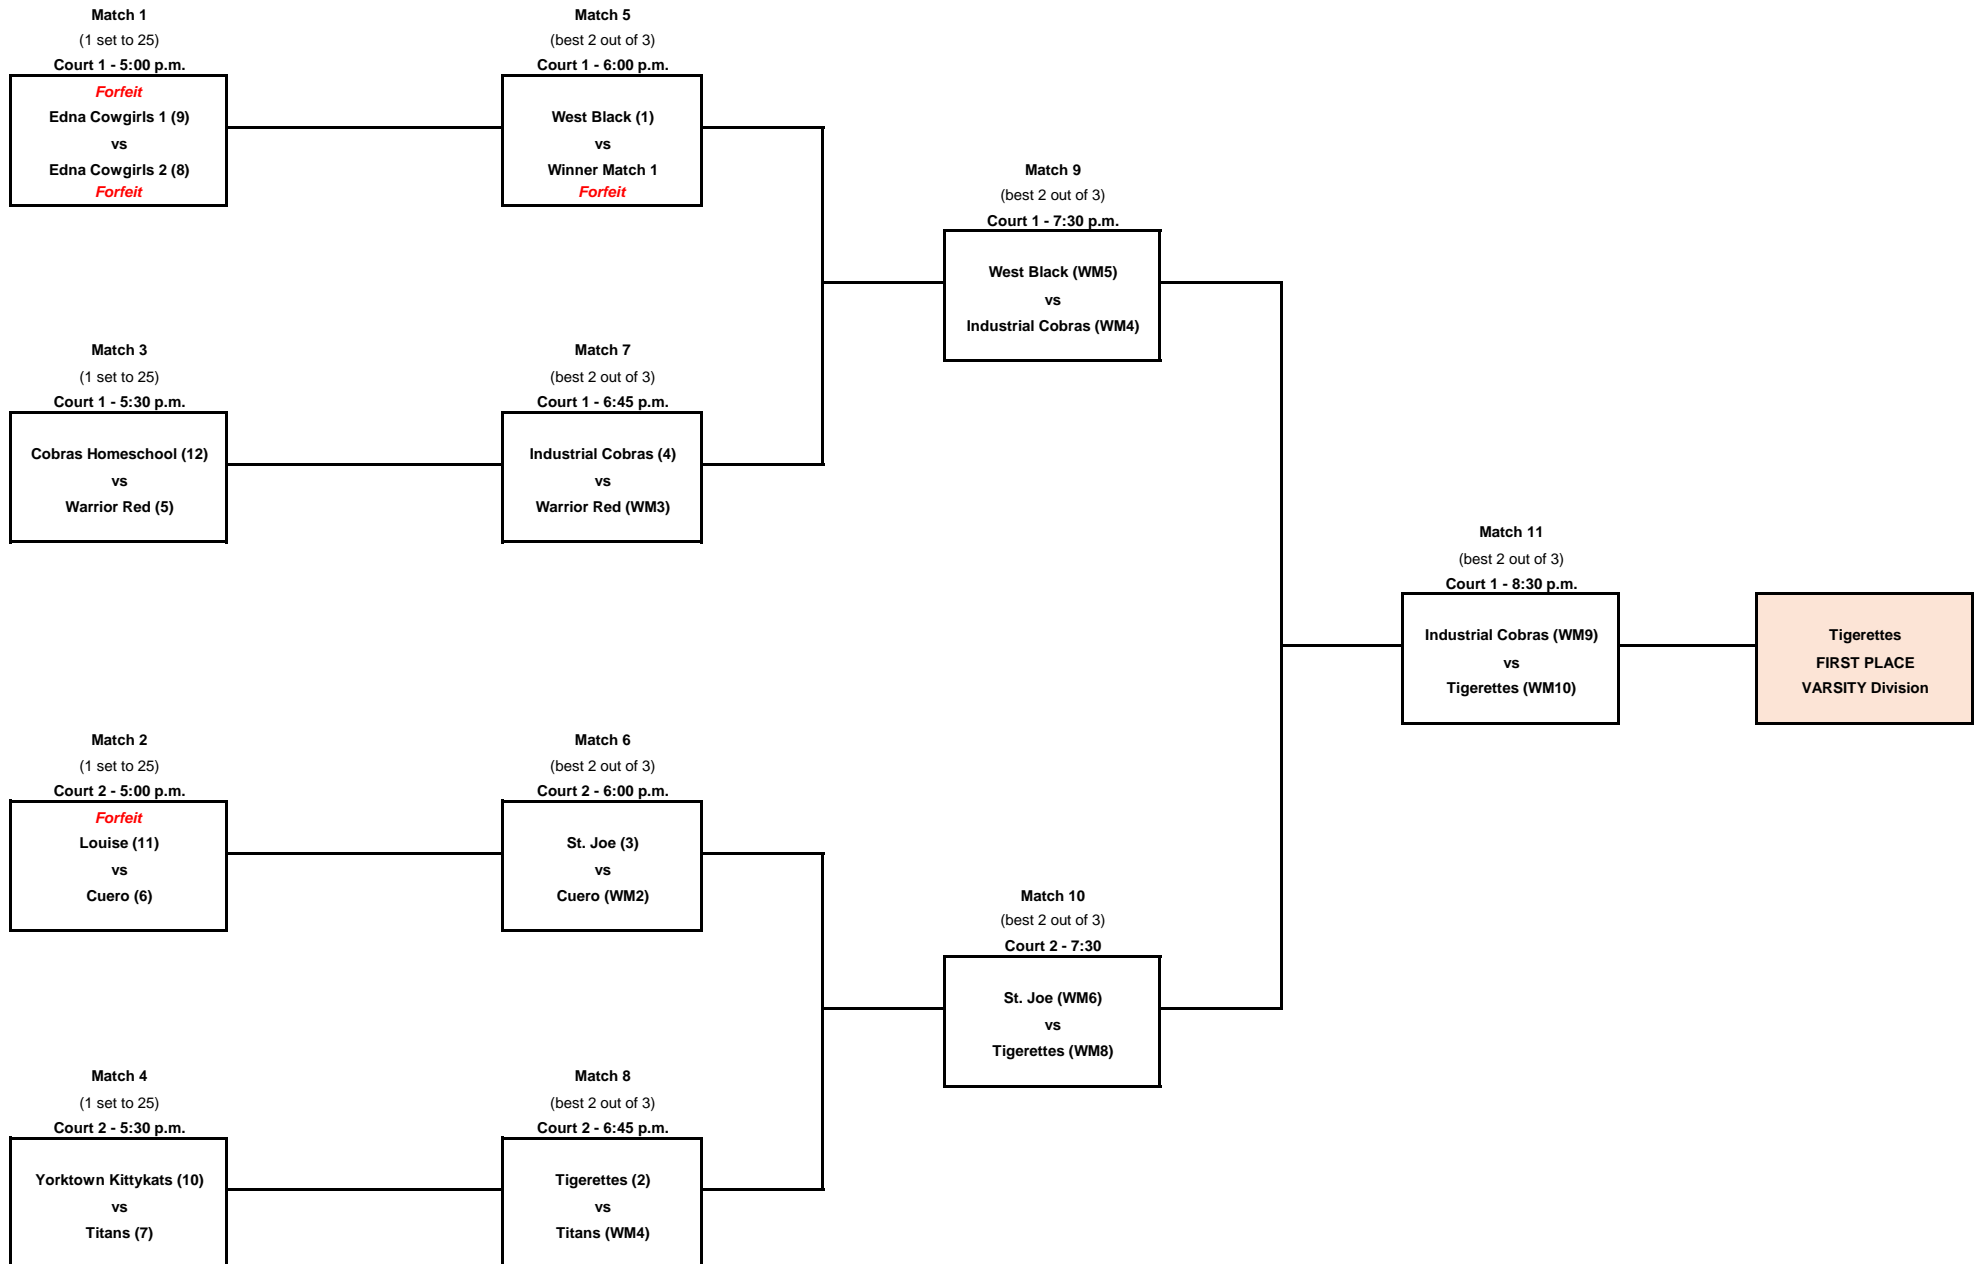 Match 1
(1 set to 25)
Court 1 - 5:00 p.m.
Forfeit
Edna Cowgirls 1 (9)
vs
Edna Cowgirls 2 (8)
Forfeit
Match 5
(best 2 out of 3)
Court 1 - 6:00 p.m.
West Black (1)
vs
Winner Match 1
Forfeit
Match 9
(best 2 out of 3)
Court 1 - 7:30 p.m.
West Black (WM5)
vs
Industrial Cobras (WM4)
Match 3
(1 set to 25)
Court 1 - 5:30 p.m.
Cobras Homeschool (12)
vs
Warrior Red (5)
Match 7
(best 2 out of 3)
Court 1 - 6:45 p.m.
Industrial Cobras (4)
vs
Warrior Red (WM3)
Match 11
(best 2 out of 3)
Court 1 - 8:30 p.m.
Industrial Cobras (WM9)
vs
Tigerettes (WM10)
Tigerettes
FIRST PLACE
VARSITY Division
Match 2
(1 set to 25)
Court 2 - 5:00 p.m.
Forfeit
Louise (11)
vs
Cuero (6)
Match 6
(best 2 out of 3)
Court 2 - 6:00 p.m.
St. Joe (3)
vs
Cuero (WM2)
Match 10
(best 2 out of 3)
Court 2 - 7:30
St. Joe (WM6)
vs
Tigerettes (WM8)
Match 4
(1 set to 25)
Court 2 - 5:30 p.m.
Yorktown Kittykats (10)
vs
Titans (7)
Match 8
(best 2 out of 3)
Court 2 - 6:45 p.m.
Tigerettes (2)
vs
Titans (WM4)